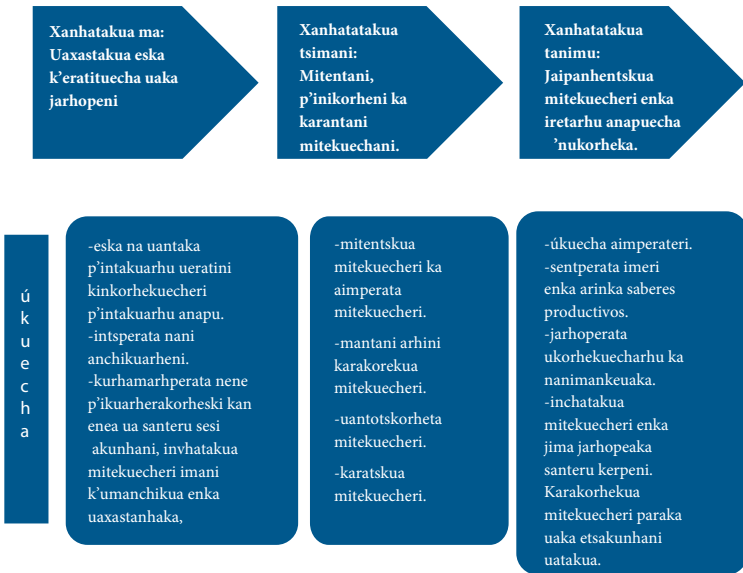 Xanhatakua ma:
Uaxastakua eska
k’eratituecha uaka
jarhopeni
Xanhatatakua
tsimani:
Mitentani,
p’inikorheni ka
karantani
mitekuechani.
Xanhatatakua
tanimu:
Jaipanhentskua
mitekuecheri enka
iretarhu anapuecha
’nukorheka.
úkuecha
-eska na uantaka
p’intakuarhu ueratini
kinkorhekuecheri
p’intakuarhu anapu.
-intsperata nani
anchikuarheni.
-kurhamarhperata nene
p’ikuarherakorheski kan
enea ua santeru sesi
akunhani, invhatakua
mitekuecheri imani
k’umanchikua enka
uaxastanhaka,
-mitentskua
mitekuecheri ka
aimperata
mitekuecheri.
-mantani arhini
karakorekua
mitekuecheri.
-uantotskorheta
mitekuecheri.
-karatskua
mitekuecheri.
-úkuecha aimperateri.
-sentperata imeri
enka arinka saberes
productivos.
-jarhoperata
ukorhekuecharhu ka
nanimankeuaka.
-inchatakua
mitekuecheri enka
jima jarhopeaka
santeru kerpeni.
Karakorhekua
mitekuecheri paraka
uaka etsakunhani
uatakua.